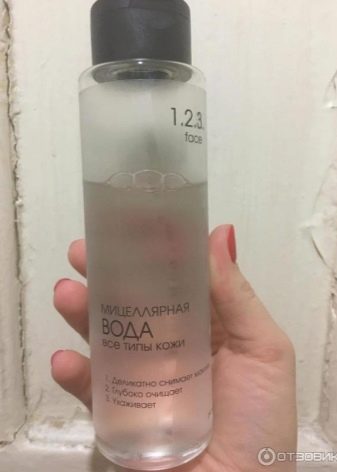 1.2.3.
face
МИЦЕЛЛЯРНАЯ
ВОДА
все типы кожи
1. Деликатно снимает
2. Глубоко очищает
3. Ухаживает
ОТЗОВИК